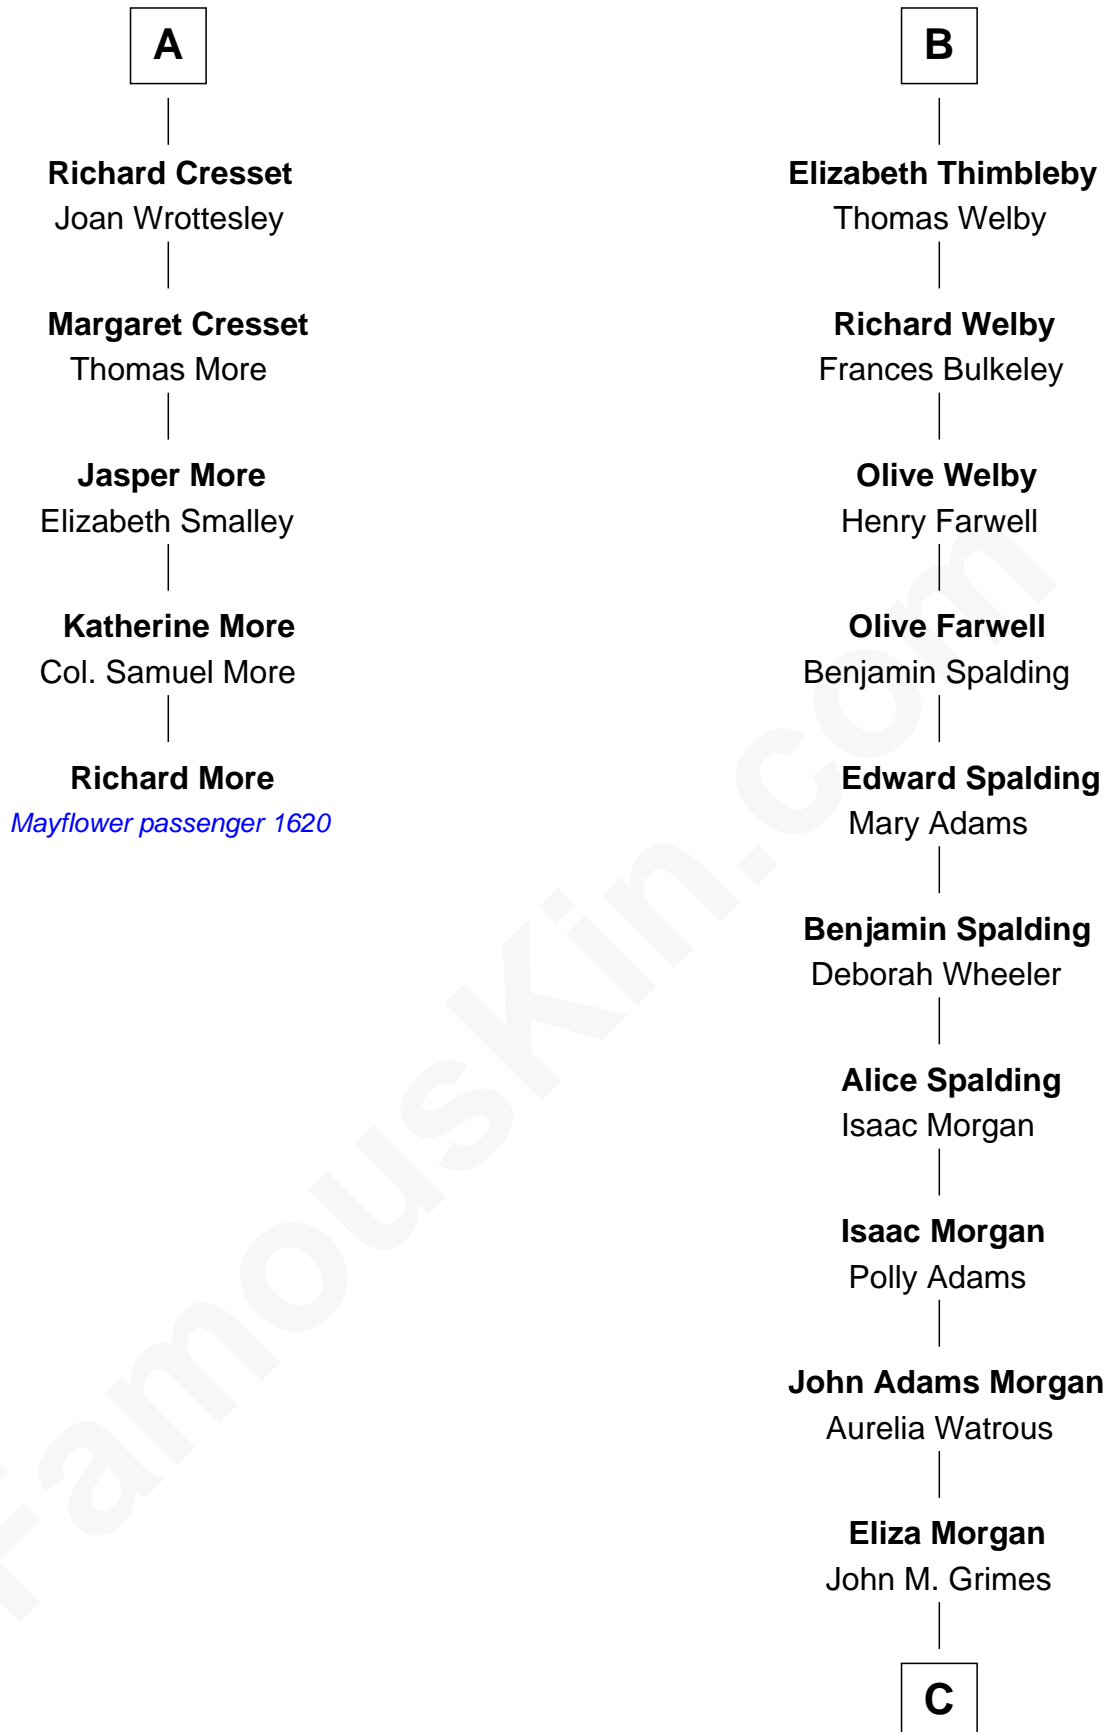 A
Richard Cresset
Joan Wrottesley
Margaret Cresset
Thomas More
Jasper More
Elizabeth Smalley
Katherine More
Col. Samuel More
Richard More
Mayflower passenger 1620
B
Elizabeth Thimbleby
Thomas Welby
Richard Welby
Frances Bulkeley
Olive Welby
Henry Farwell
Olive Farwell
Benjamin Spalding
Edward Spalding
Mary Adams
Benjamin Spalding
Deborah Wheeler
Alice Spalding
Isaac Morgan
Isaac Morgan
Polly Adams
John Adams Morgan
Aurelia Watrous
Eliza Morgan
John M. Grimes
C
FamousKin.com